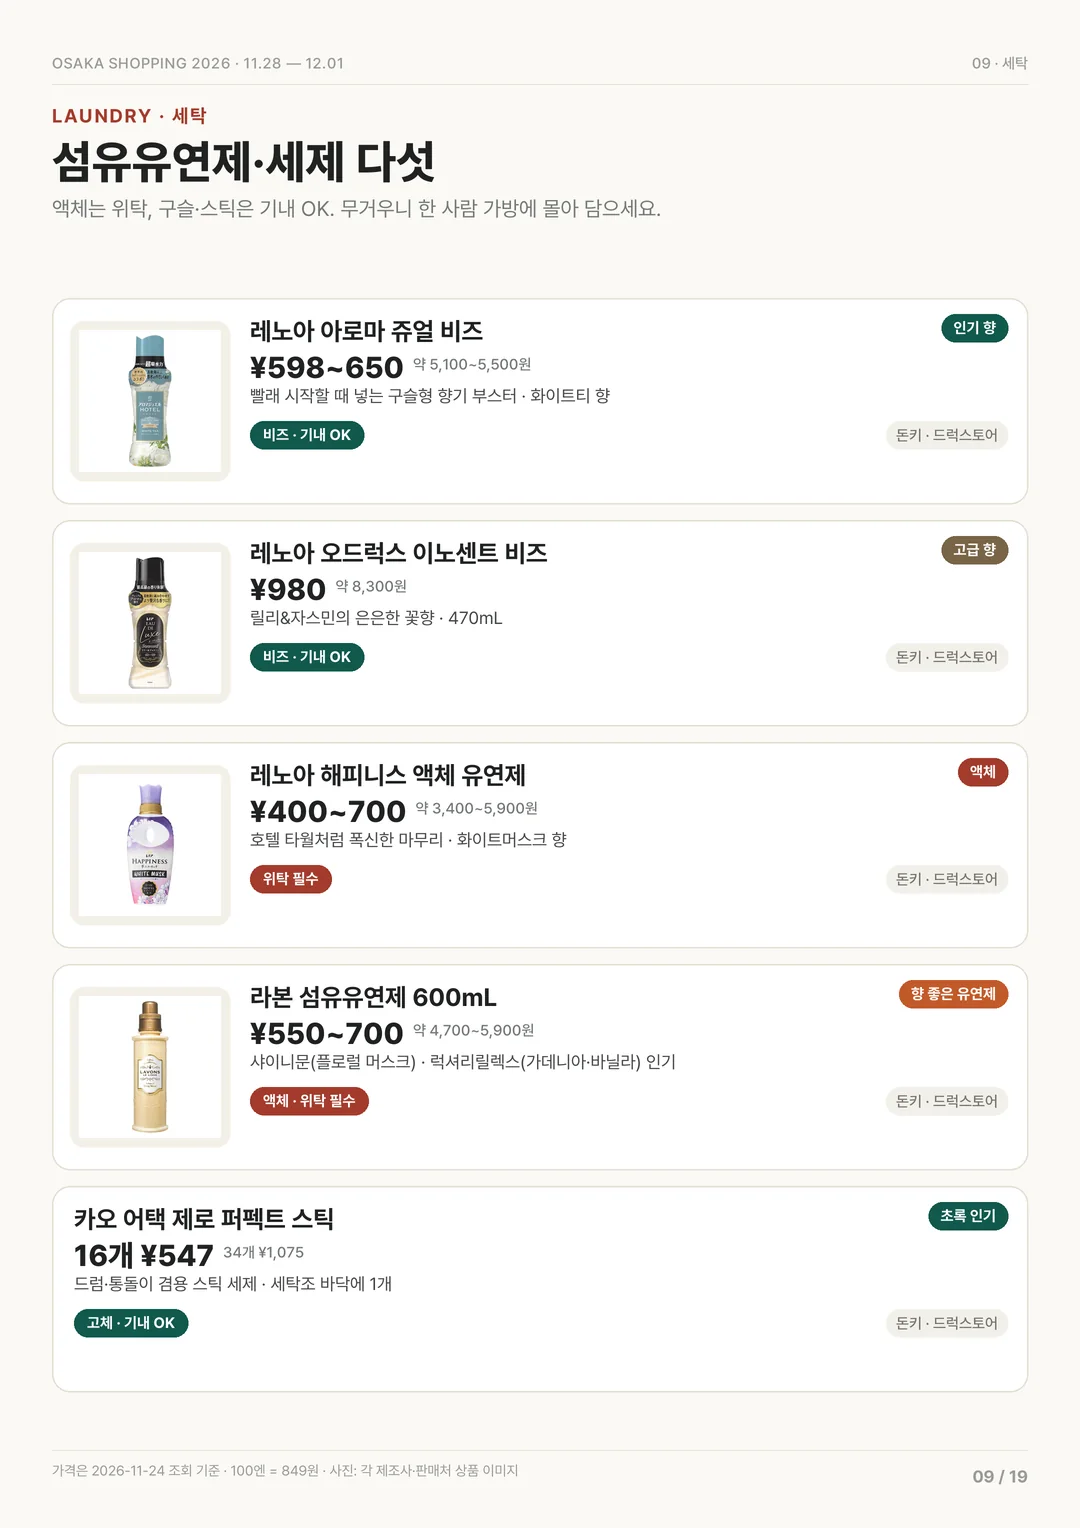 OSAKA SHOPPING 2026 · 11.28 — 12.01
09 · 세탁
LAUNDRY · 세탁
섬유유연제·세제 다섯
액체는 위탁, 구슬·스틱은 기내 OK. 무거우니 한 사람 가방에 몰아 담으세요.
레노아 아로마 쥬얼 비즈
인기 향
¥598~650 약 5,100~5,500원
빨래 시작할 때 넣는 구슬형 향기 부스터 · 화이트티 향
비즈 · 기내 OK
돈키 · 드럭스토어
레노아 오드럭스 이노센트 비즈
고급 향
¥980 약 8,300원
릴리&자스민의 은은한 꽃향 · 470mL
비즈 · 기내 OK
돈키 · 드럭스토어
Luxe
레노아 해피니스 액체 유연제
액체
¥400~700 약 3,400~5,900원
호텔 타월처럼 폭신한 마무리 · 화이트머스크 향
위탁 필수
돈키 · 드럭스토어
HAPPINESS
WHITE MUSK
라본 섬유유연제 600mL
향 좋은 유연제
¥550~700 약 4,700~5,900원
샤이니문(플로럴 머스크) · 럭셔리릴렉스(가데니아·바닐라) 인기
액체 · 위탁 필수
돈키 · 드럭스토어
LAVONS
카오 어택 제로 퍼펙트 스틱
초록 인기
16개 ¥547 34개 ¥1,075
드럼·통돌이 겸용 스틱 세제 · 세탁조 바닥에 1개
고체 · 기내 OK
돈키 · 드럭스토어
가격은 2026-11-24 조회 기준 · 100엔 = 849원 · 사진: 각 제조사·판매처 상품 이미지
09 / 19